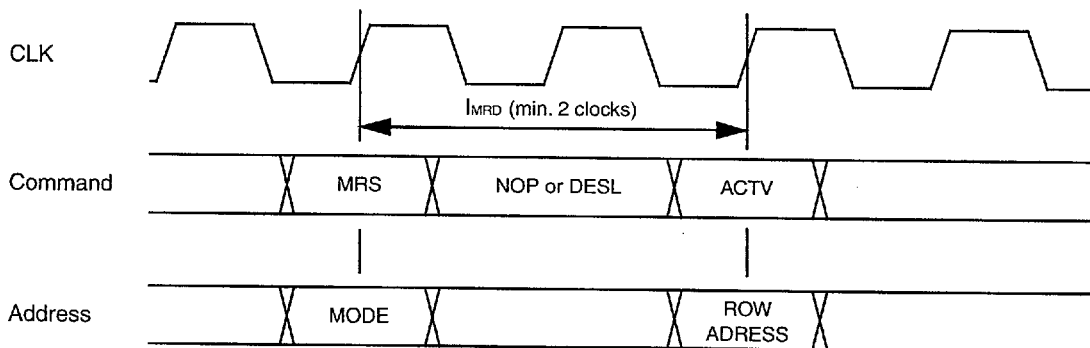 CLK
IMRD (min. 2 clocks)
Command
MRS
NOP or DESL
ACTV
Address
MODE
ROW
ADRESS